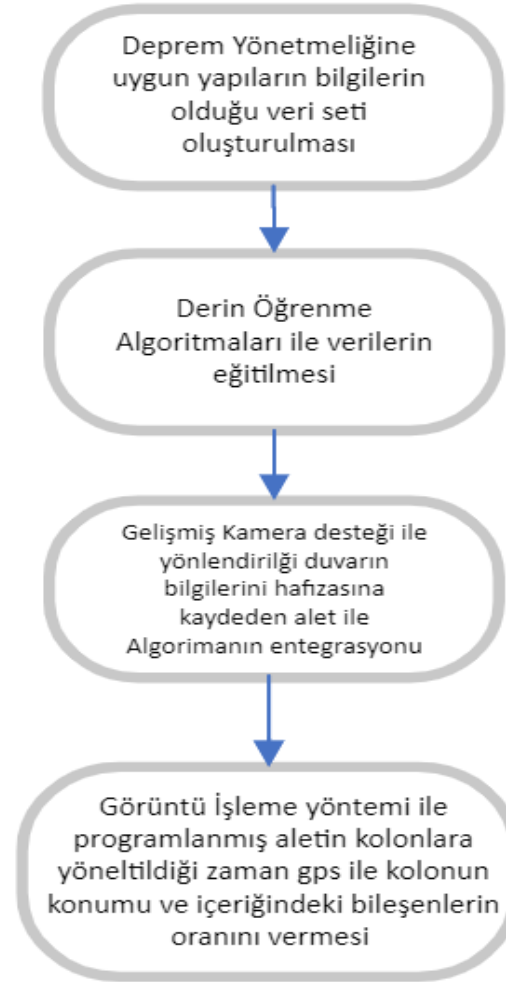 Deprem Yönetmeliğine
uygun yapıların bilgilerin
olduğu veri seti
oluşturulması
Derin Öğrenme
Algoritmaları ile verilerin
eğitilmesi
Gelişmiş Kamera desteği ile
yönlendirilği duvarın
bilgilerini hafızasına
kaydeden alet ile
Algorimanın entegrasyonu
Görüntü İşleme yöntemi ile
programlanmış aletin kolonlara
yöneltildiği zaman gps ile kolonun
konumu ve içeriğindeki bileşenlerin
oranını vermesi